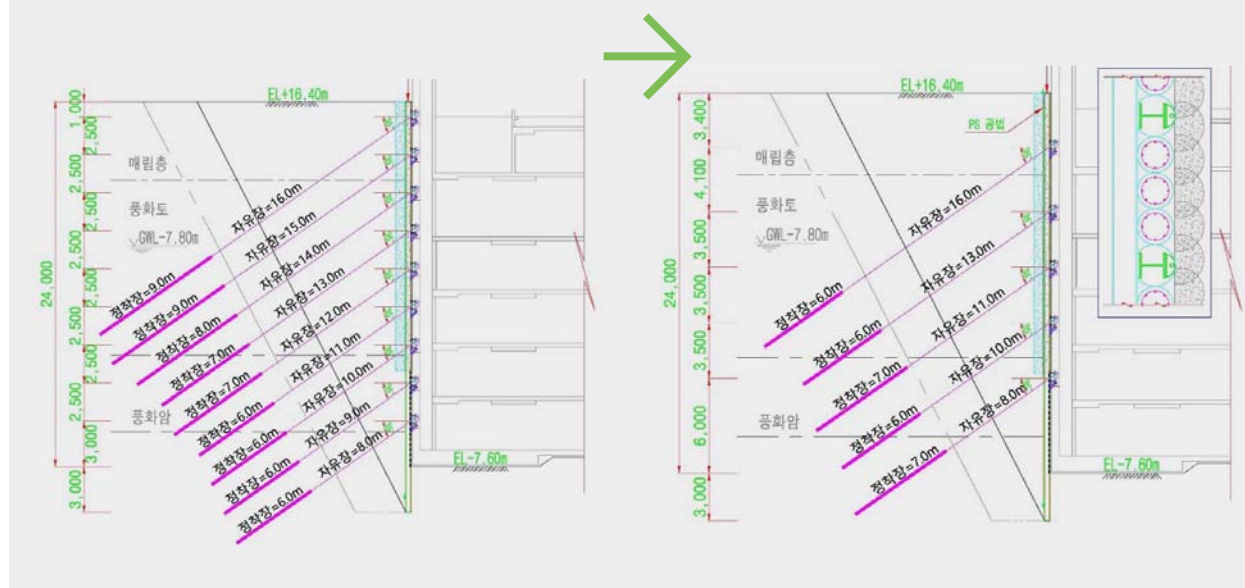 EL+16.40m
1,000
2,500
2,500
2,500
2,500
2,500
2,500
2,500
2,500
3,000
3,000
24,000
매립층
풍화토
GWL-7.80m
풍화암
자유장=16.0m
자유장=15.0m
자유장=14.0m
자유장=13.0m
자유장=12.0m
자유장=11.0m
자유장=10.0m
자유장=9.0m
자유장=8.0m
정착장=9.0m
정착장=9.0m
정착장=8.0m
정착장=7.0m
정착장=7.0m
정착장=6.0m
정착장=6.0m
정착장=6.0m
정착장=6.0m
EL-7.60m
EL+16.40m
PS 공법
3,400
4,100
3,500
3,500
3,500
6,000
3,000
24,000
매립층
풍화토
GWL-7.80m
풍화암
자유장=16.0m
자유장=13.0m
자유장=11.0m
자유장=10.0m
자유장=8.0m
정착장=6.0m
정착장=6.0m
정착장=7.0m
정착장=6.0m
정착장=7.0m
EL-7.60m